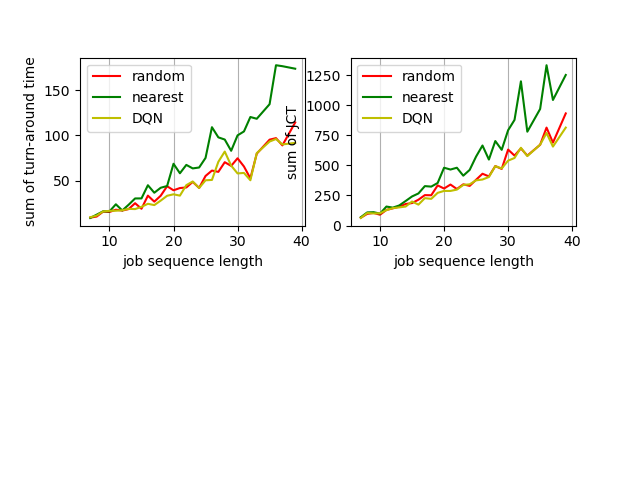 sum of turn-around time
150
100
50
random
nearest
DQN
10
20
30
40
job sequence length
sum of JCT
1250
1000
750
500
250
0
random
nearest
DQN
10
20
30
40
job sequence length